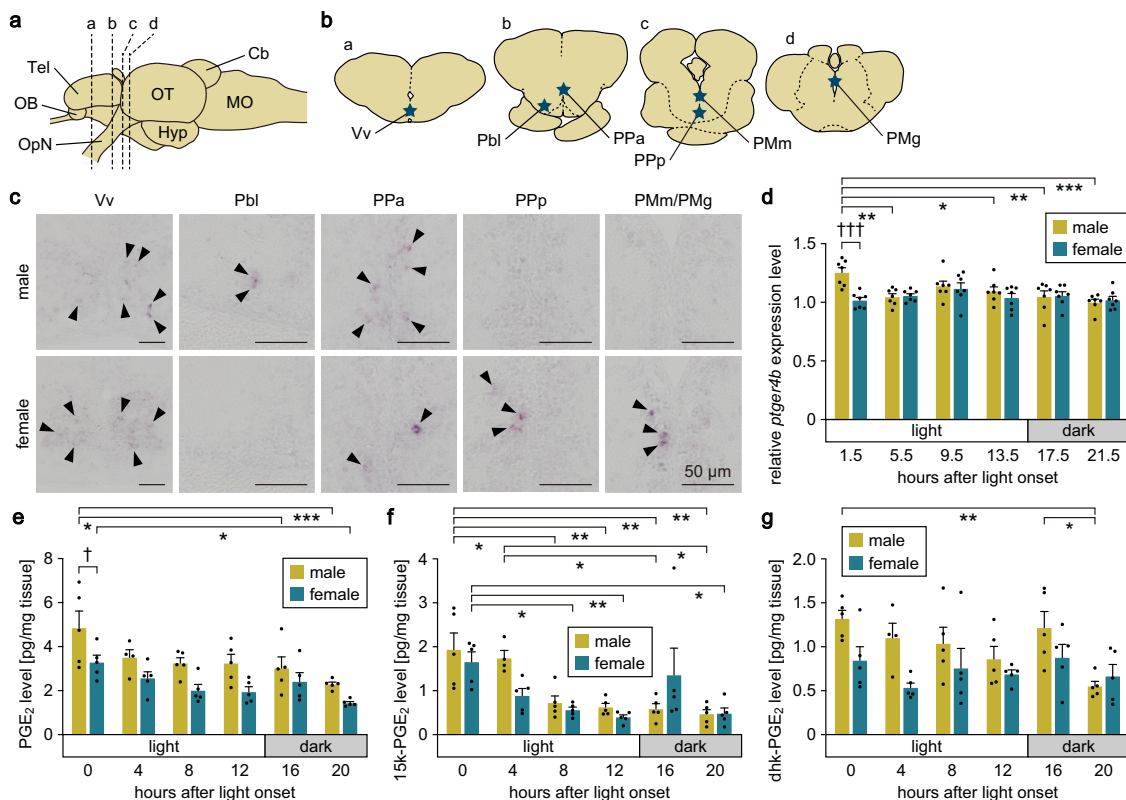 a
a b c d
Tel
Cb
OB
OT
MO
OpN
Hyp
b
a
b
c
d
Vv
Pbl
PPa
PPp
PMm
PMg
c
Vv Pbl PPa PPp PMm/PMg
male
female
50 µm
d
***
**
*
**
†††
male
female
relative ptger4b expression level
1.5
1.0
0.5
0
light dark
1.5 5.5 9.5 13.5 17.5 21.5
hours after light onset
e
***
*
*
†
male
female
PGE₂ level [pg/mg tissue]
8
6
4
2
0
light dark
0 4 8 12 16 20
hours after light onset
f
**
**
**
*
*
*
*
**
*
male
female
15k-PGE₂ level [pg/mg tissue]
4
3
2
1
0
light dark
0 4 8 12 16 20
hours after light onset
g
**
*
male
female
dhk-PGE₂ level [pg/mg tissue]
2.0
1.5
1.0
0.5
0
light dark
0 4 8 12 16 20
hours after light onset